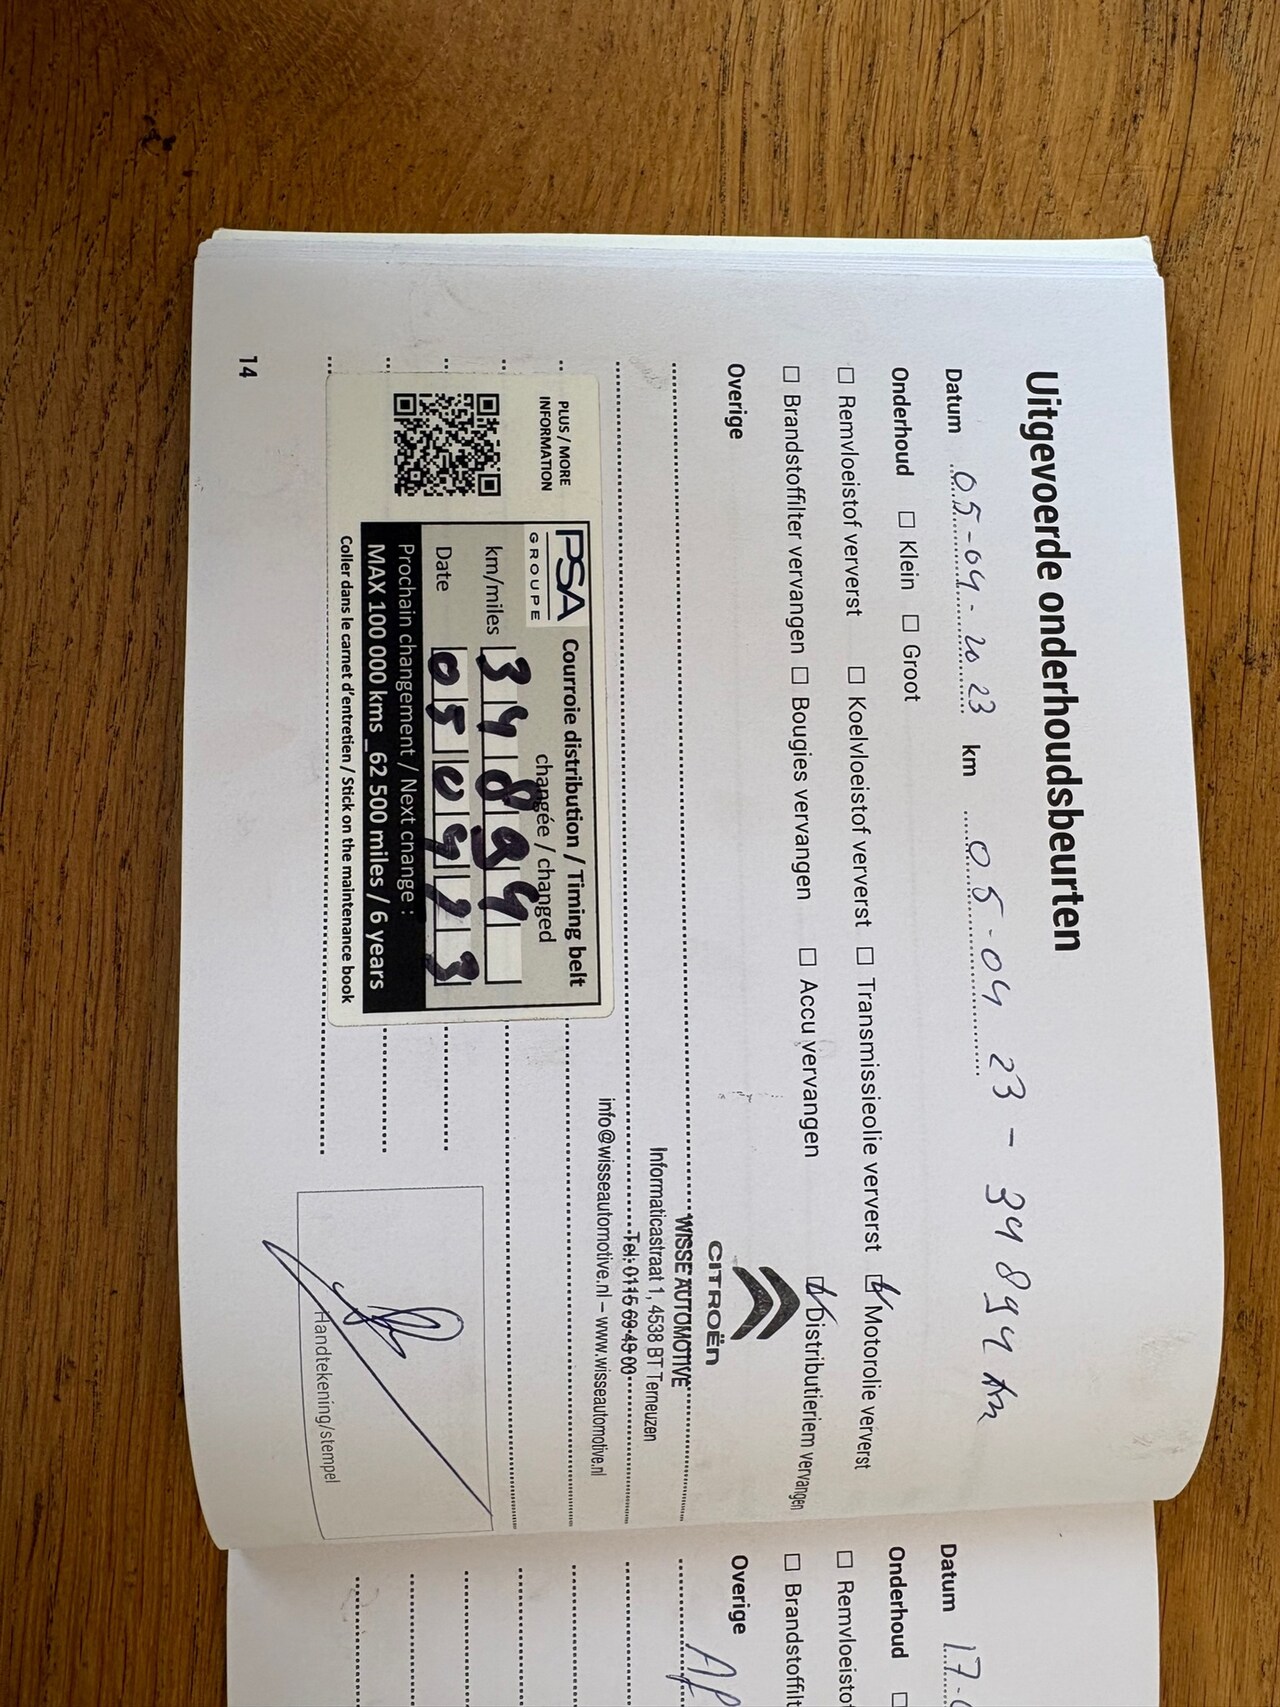 Uitgevoerde onderhoudsbeurten
Datum 05-04-2023 km 05-04 23 - 34894 km
Onderhoud ☐ Klein ☐ Groot
☐ Remvloeistof ververst ☐ Koelvloeistof ververst ☐ Transmissieolie ververst ☑ Motorolie ververst
☐ Brandstoffilter vervangen ☐ Bougies vervangen ☐ Accu vervangen ☑ Distributieriem vervangen
Overige
CITROËN
WISSE AUTOMOTIVE
Informaticastraat 1, 4538 BT Terneuzen
Tel: 0115 69 49 00
info@wisseautomotive.nl – www.wisseautomotive.nl
PLUS / MORE
INFORMATION
PSA
GROUPE
Courroie distribution / Timing belt
changée / changed
km/miles 34894
Date 050423
Prochain changement / Next change :
MAX 100 000 kms _ 62 500 miles / 6 years
Coller dans le carnet d'entretien / Stick on the maintenance book
Handtekening/stempel
14
Datum 17-
Onderhoud ☐
☐ Remvloeisto
☐ Brandstoffilt
Overige